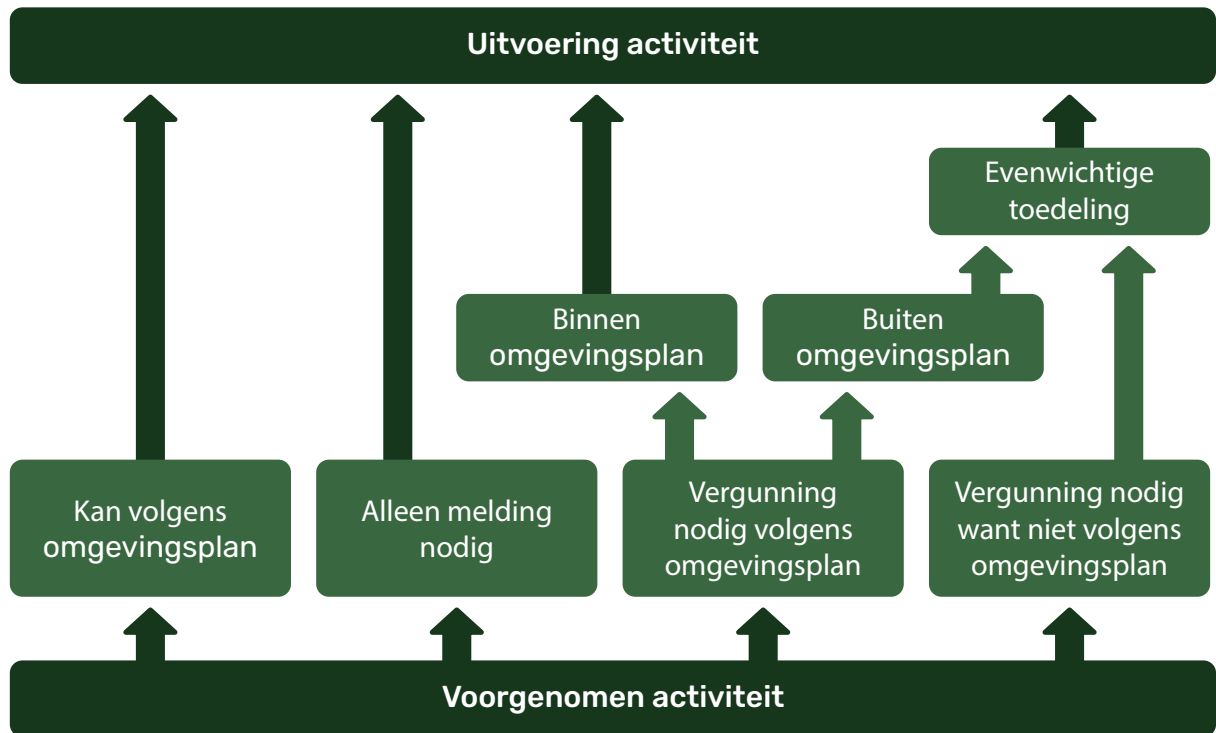 Uitvoering activiteit
Evenwichtige
toedeling
Binnen
omgevingsplan
Buiten
omgevingsplan
Kan volgens
omgevingsplan
Alleen melding
nodig
Vergunning
nodig volgens
omgevingsplan
Vergunning nodig
want niet volgens
omgevingsplan
Voorgenomen activiteit